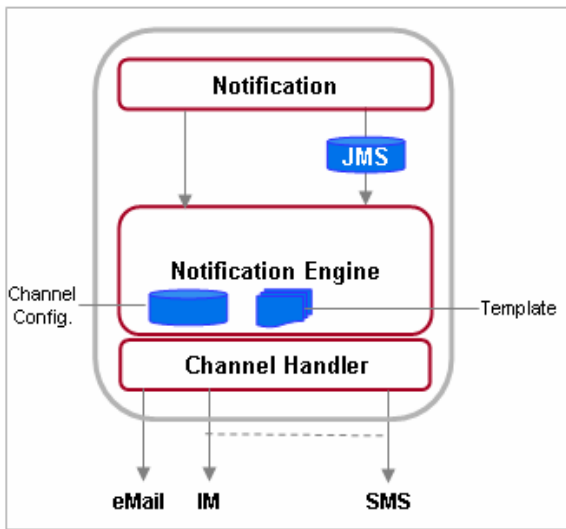 Notification
JMS
Notification Engine
Channel
Config.
Template
Channel Handler
eMail
IM
SMS